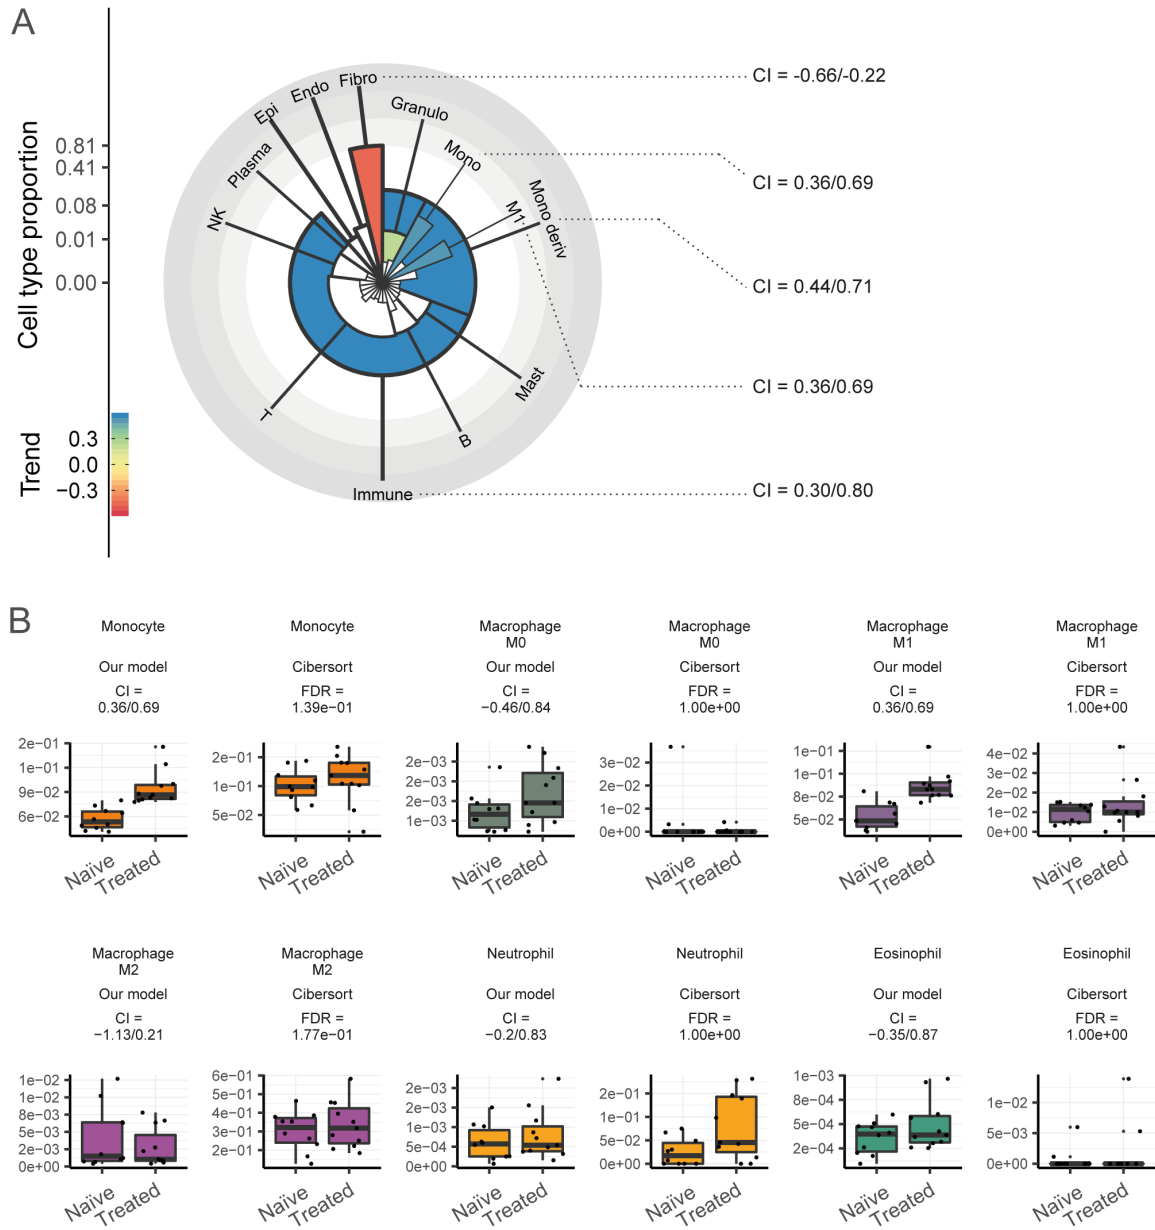 A
Cell type proportion
0.81
0.41
0.08
0.01
0.00
Trend
0.3
0.0
−0.3
Fibro
Endo
Epi
Plasma
NK
T
Immune
B
Mast
Mono deriv
M1
Mono
Granulo
CI = -0.66/-0.22
CI = 0.36/0.69
CI = 0.44/0.71
CI = 0.36/0.69
CI = 0.30/0.80
B
Monocyte
Our model
CI =
0.36/0.69
2e−01
1e−01
9e−02
6e−02
Naïve
Treated
Monocyte
Cibersort
FDR =
1.39e−01
2e−01
1e−01
5e−02
Naïve
Treated
Macrophage
M0
Our model
CI =
−0.46/0.84
2e−03
2e−03
2e−03
1e−03
Naïve
Treated
Macrophage
M0
Cibersort
FDR =
1.00e+00
3e−02
2e−02
1e−02
0e+00
Naïve
Treated
Macrophage
M1
Our model
CI =
0.36/0.69
1e−01
1e−01
8e−02
5e−02
Naïve
Treated
Macrophage
M1
Cibersort
FDR =
1.00e+00
4e−02
3e−02
2e−02
1e−02
0e+00
Naïve
Treated
Macrophage
M2
Our model
CI =
−1.13/0.21
1e−02
1e−02
8e−03
5e−03
3e−03
0e+00
Naïve
Treated
Macrophage
M2
Cibersort
FDR =
1.77e−01
6e−01
5e−01
4e−01
3e−01
2e−01
Naïve
Treated
Neutrophil
Our model
CI =
−0.2/0.83
2e−03
1e−03
5e−04
0e+00
Naïve
Treated
Neutrophil
Cibersort
FDR =
1.00e+00
2e−01
1e−01
5e−02
0e+00
Naïve
Treated
Eosinophil
Our model
CI =
−0.35/0.87
1e−03
8e−04
5e−04
2e−04
Naïve
Treated
Eosinophil
Cibersort
FDR =
1.00e+00
1e−02
5e−03
0e+00
Naïve
Treated